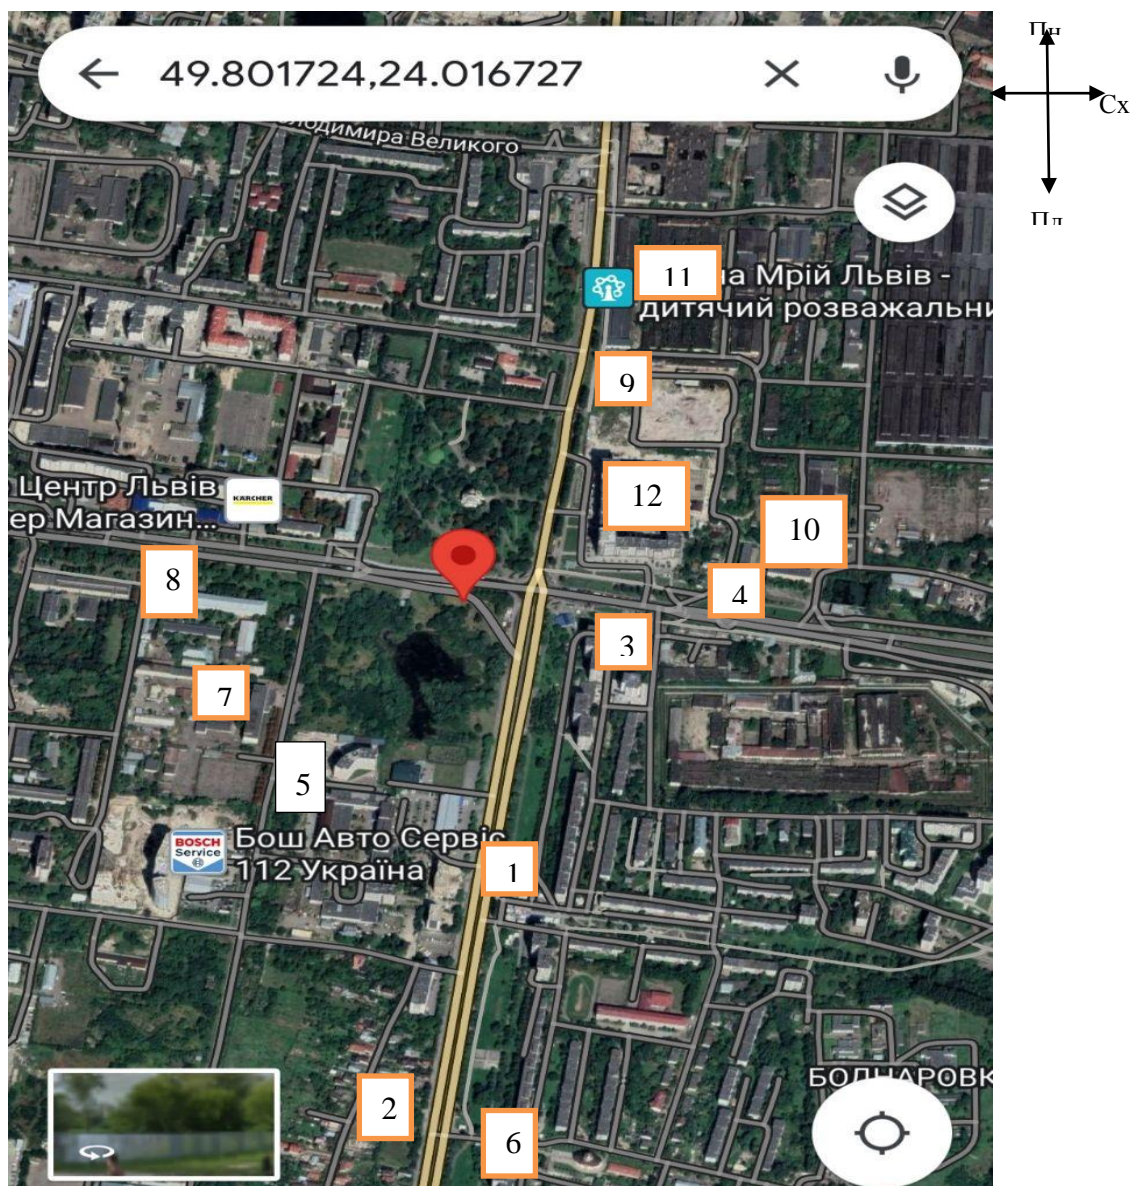 Пн
49.801724,24.016727
Сх
Пд
лодимира Великого
11
на Мрій Львів -
дитячий розважальни
9
Центр Львів
KÄRCHER
ер Магазин...
12
10
8
4
3
7
5
BOSCH
Service
Бош Авто Сервіс
112 Україна
1
БОДНАРОВК
2
6